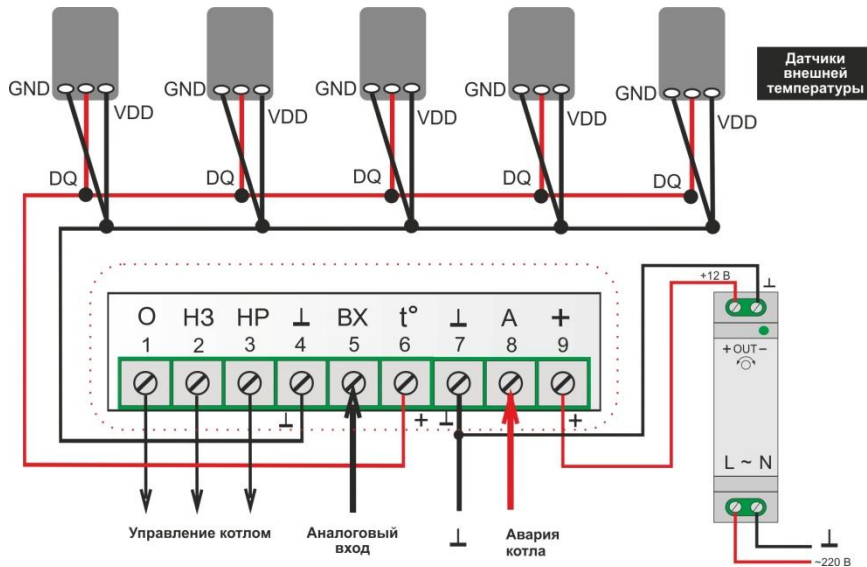 GND
VDD
DQ
GND
VDD
DQ
GND
VDD
DQ
GND
VDD
DQ
GND
VDD
DQ
Датчики
внешней
температуры
О НЗ НР ⊥ ВХ t° ⊥ А +
1 2 3 4 5 6 7 8 9
⊥ + ⊥ +
+12 В ⊥
+ OUT −
L ~ N
⊥
~220 В
Управление котлом
Аналоговый
вход
⊥
Авария
котла